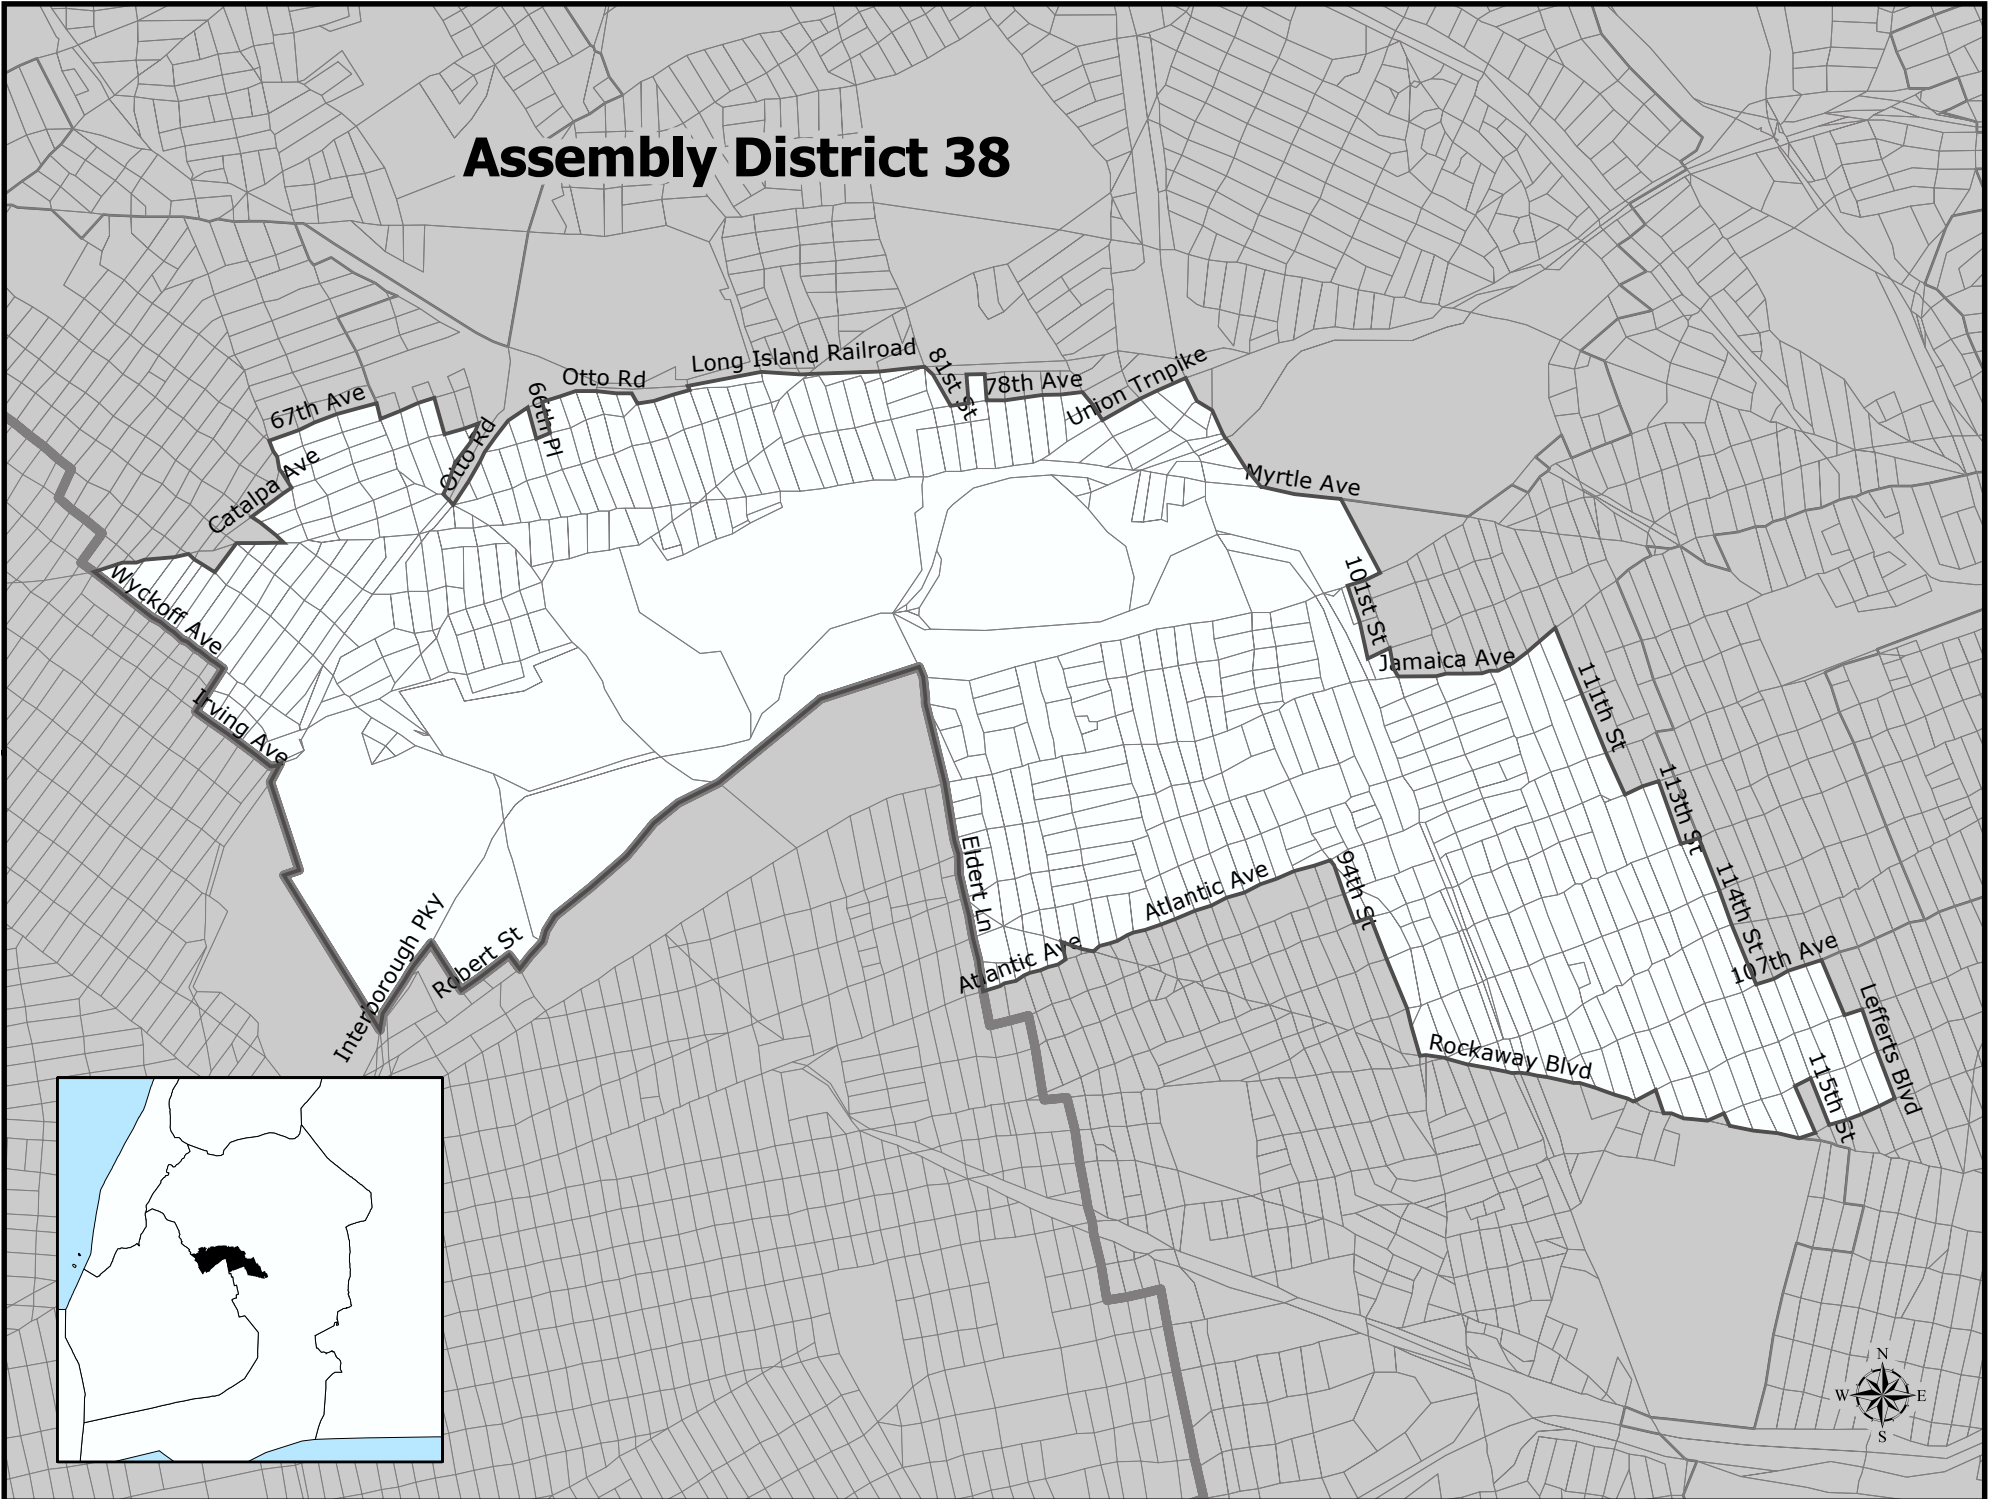 Assembly District 38
Long Island Railroad
81st St
78th Ave
Union Trnpike
Otto Rd
66th Pl
67th Ave
Otto Rd
Catalpa Ave
Myrtle Ave
Wyckoff Ave
101st St
Jamaica Ave
Irving Ave
111th St
113th St
Eldert Ln
94th St
Atlantic Ave
114th St
Interborough Pky
Robert St
Atlantic Ave
107th Ave
Lefferts Blvd
Rockaway Blvd
115th St
N
W
E
S